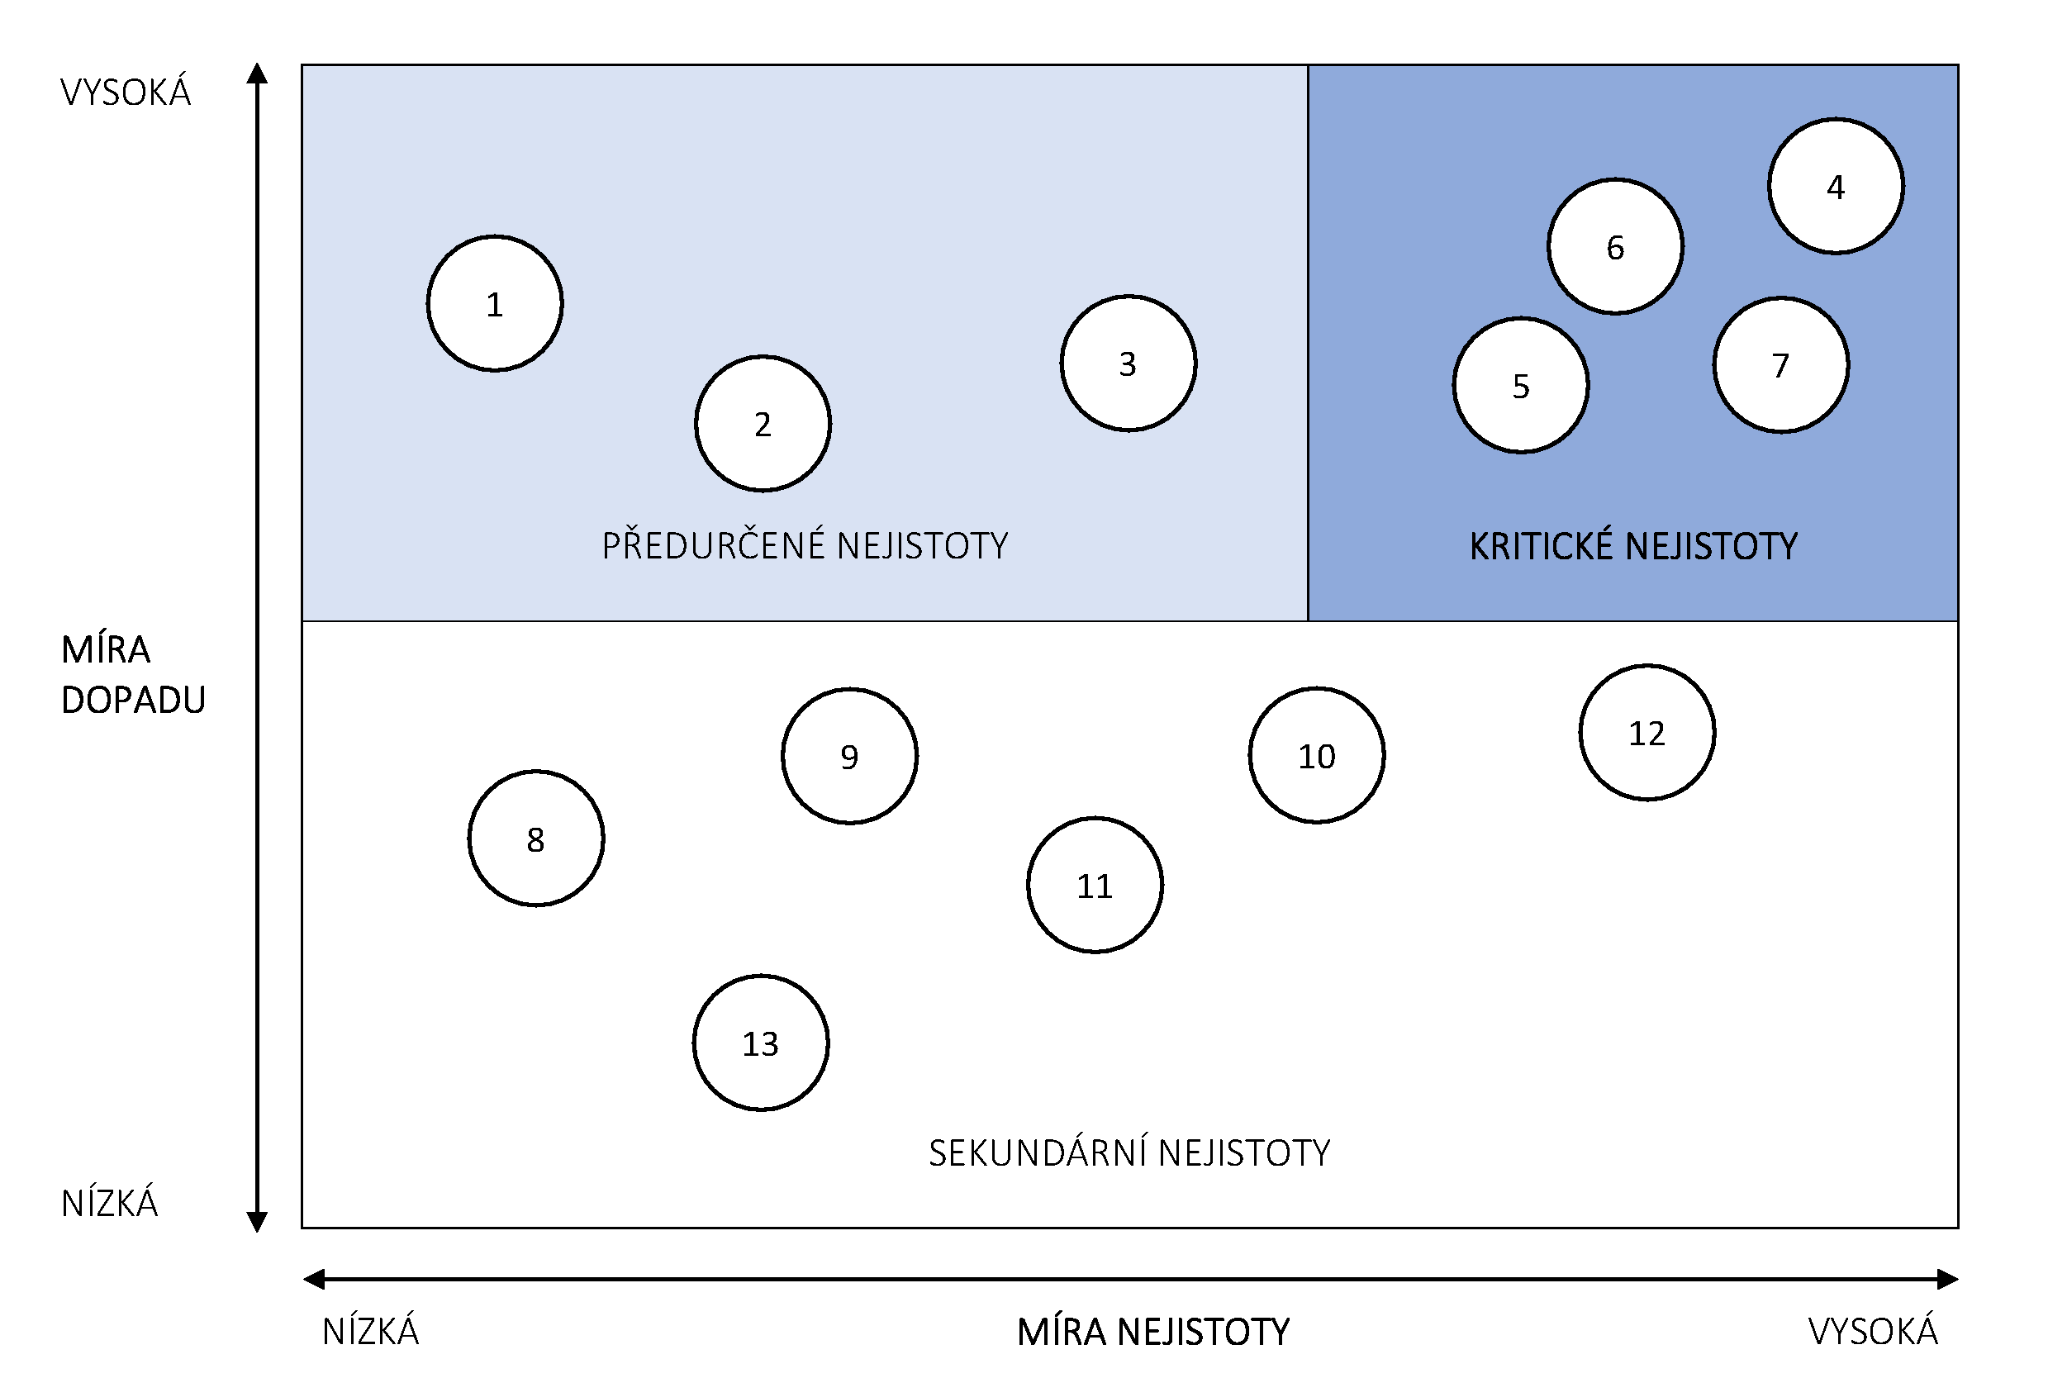 VYSOKÁ
4
6
1
3
7
5
2
PŘEDURČENÉ NEJISTOTY
KRITICKÉ NEJISTOTY
MÍRA
DOPADU
12
9
10
8
11
13
SEKUNDÁRNÍ NEJISTOTY
NÍZKÁ
NÍZKÁ
MÍRA NEJISTOTY
VYSOKÁ